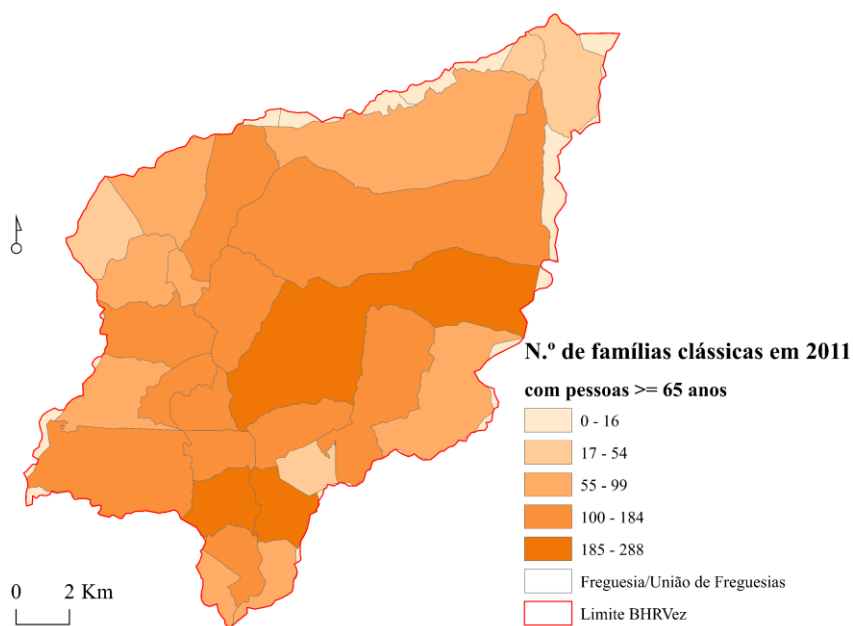 N.º de famílias clássicas em 2011
com pessoas >= 65 anos
0 - 16
17 - 54
55 - 99
100 - 184
185 - 288
Freguesia/União de Freguesias
Limite BHRVez
0 2 Km